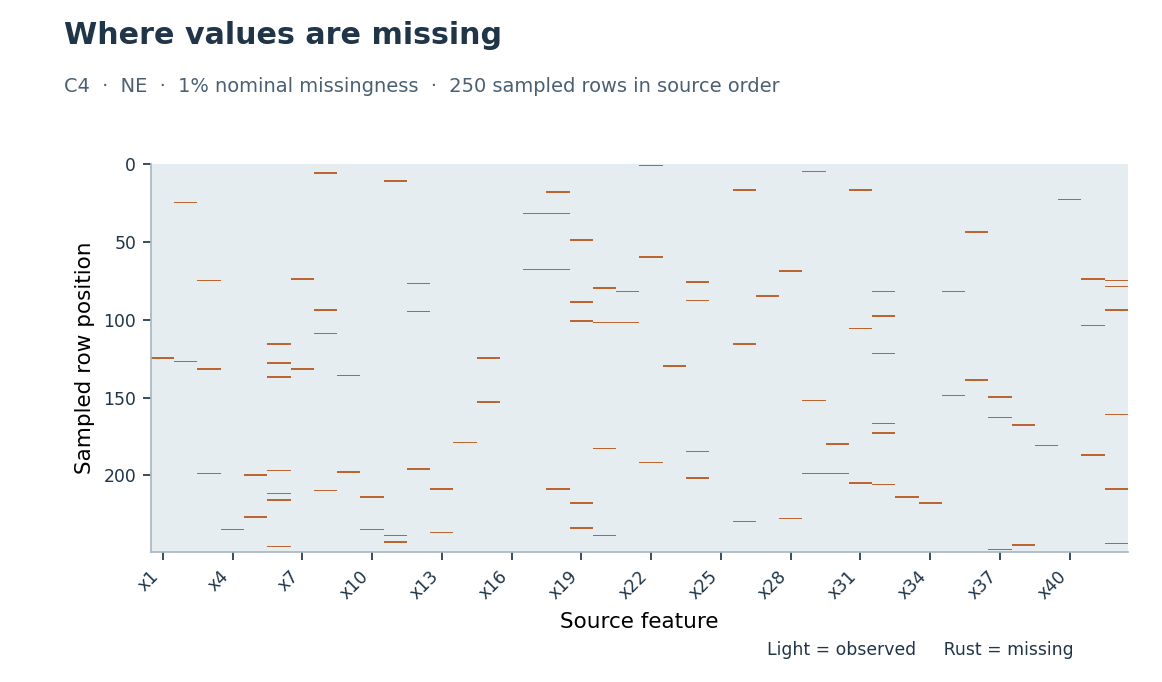 Where values are missing
C4 · NE · 1% nominal missingness · 250 sampled rows in source order
0
50
100
150
200
Sampled row position
x1 x4 x7 x10 x13 x16 x19 x22 x25 x28 x31 x34 x37 x40
Source feature
Light = observed Rust = missing